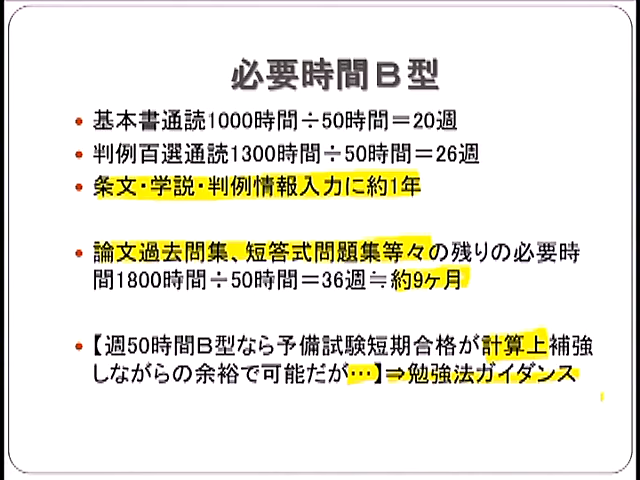 必要時間B型
• 基本書通読1000時間÷50時間＝20週
• 判例百選通読1300時間÷50時間＝26週
• 条文・学説・判例情報入力に約1年
• 論文過去問集、短答式問題集等々の残りの必要時
間1800時間÷50時間＝36週≒約9ヶ月
• 【週50時間B型なら予備試験短期合格が計算上補強
しながらの余裕で可能だが…】⇒勉強法ガイダンス